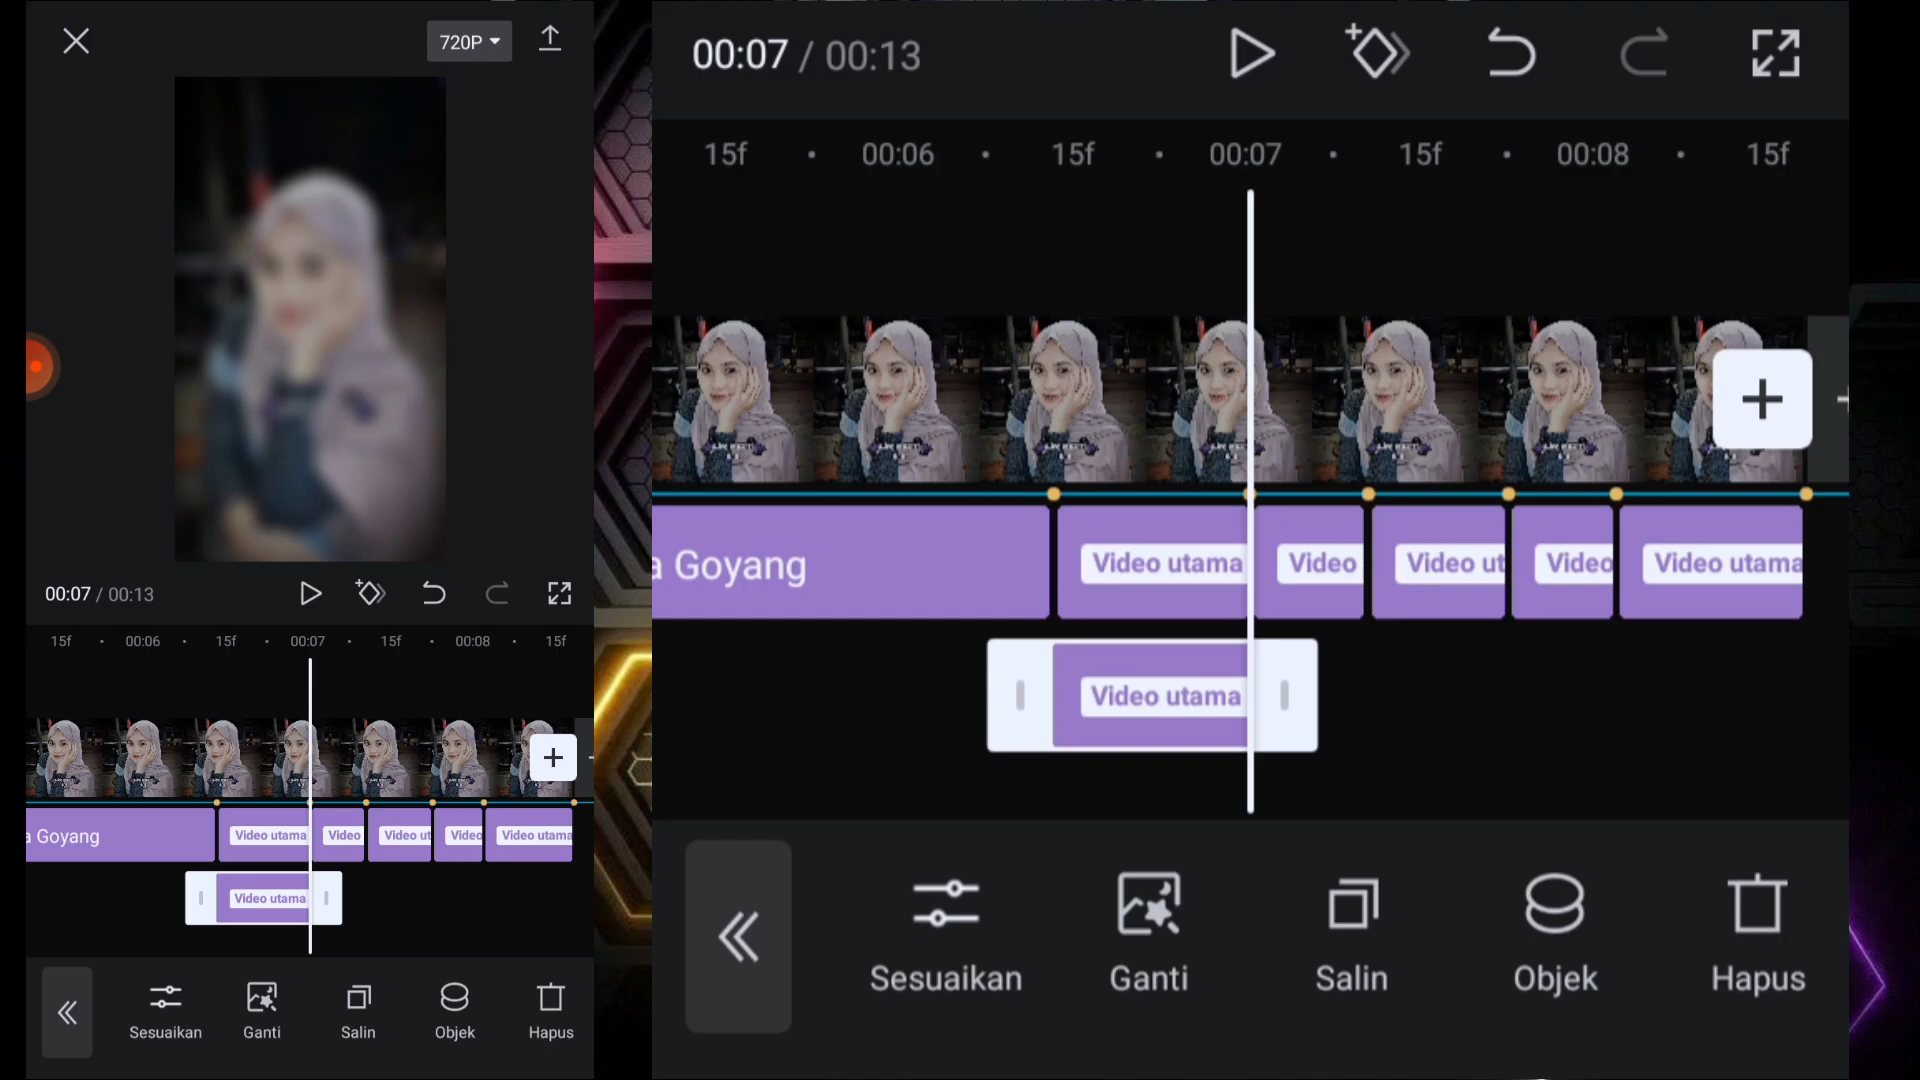 720P
00:07 / 00:13
15f 00:06 15f 00:07 15f 00:08 15f
a Goyang
Video utama
Video
Video ut
Video
Video utama
Video utama
Sesuaikan Ganti Salin Objek Hapus
00:07 / 00:13
15f 00:06 15f 00:07 15f 00:08 15f
a Goyang
Video utama
Video
Video ut
Video
Video utama
Video utama
Sesuaikan Ganti Salin Objek Hapus